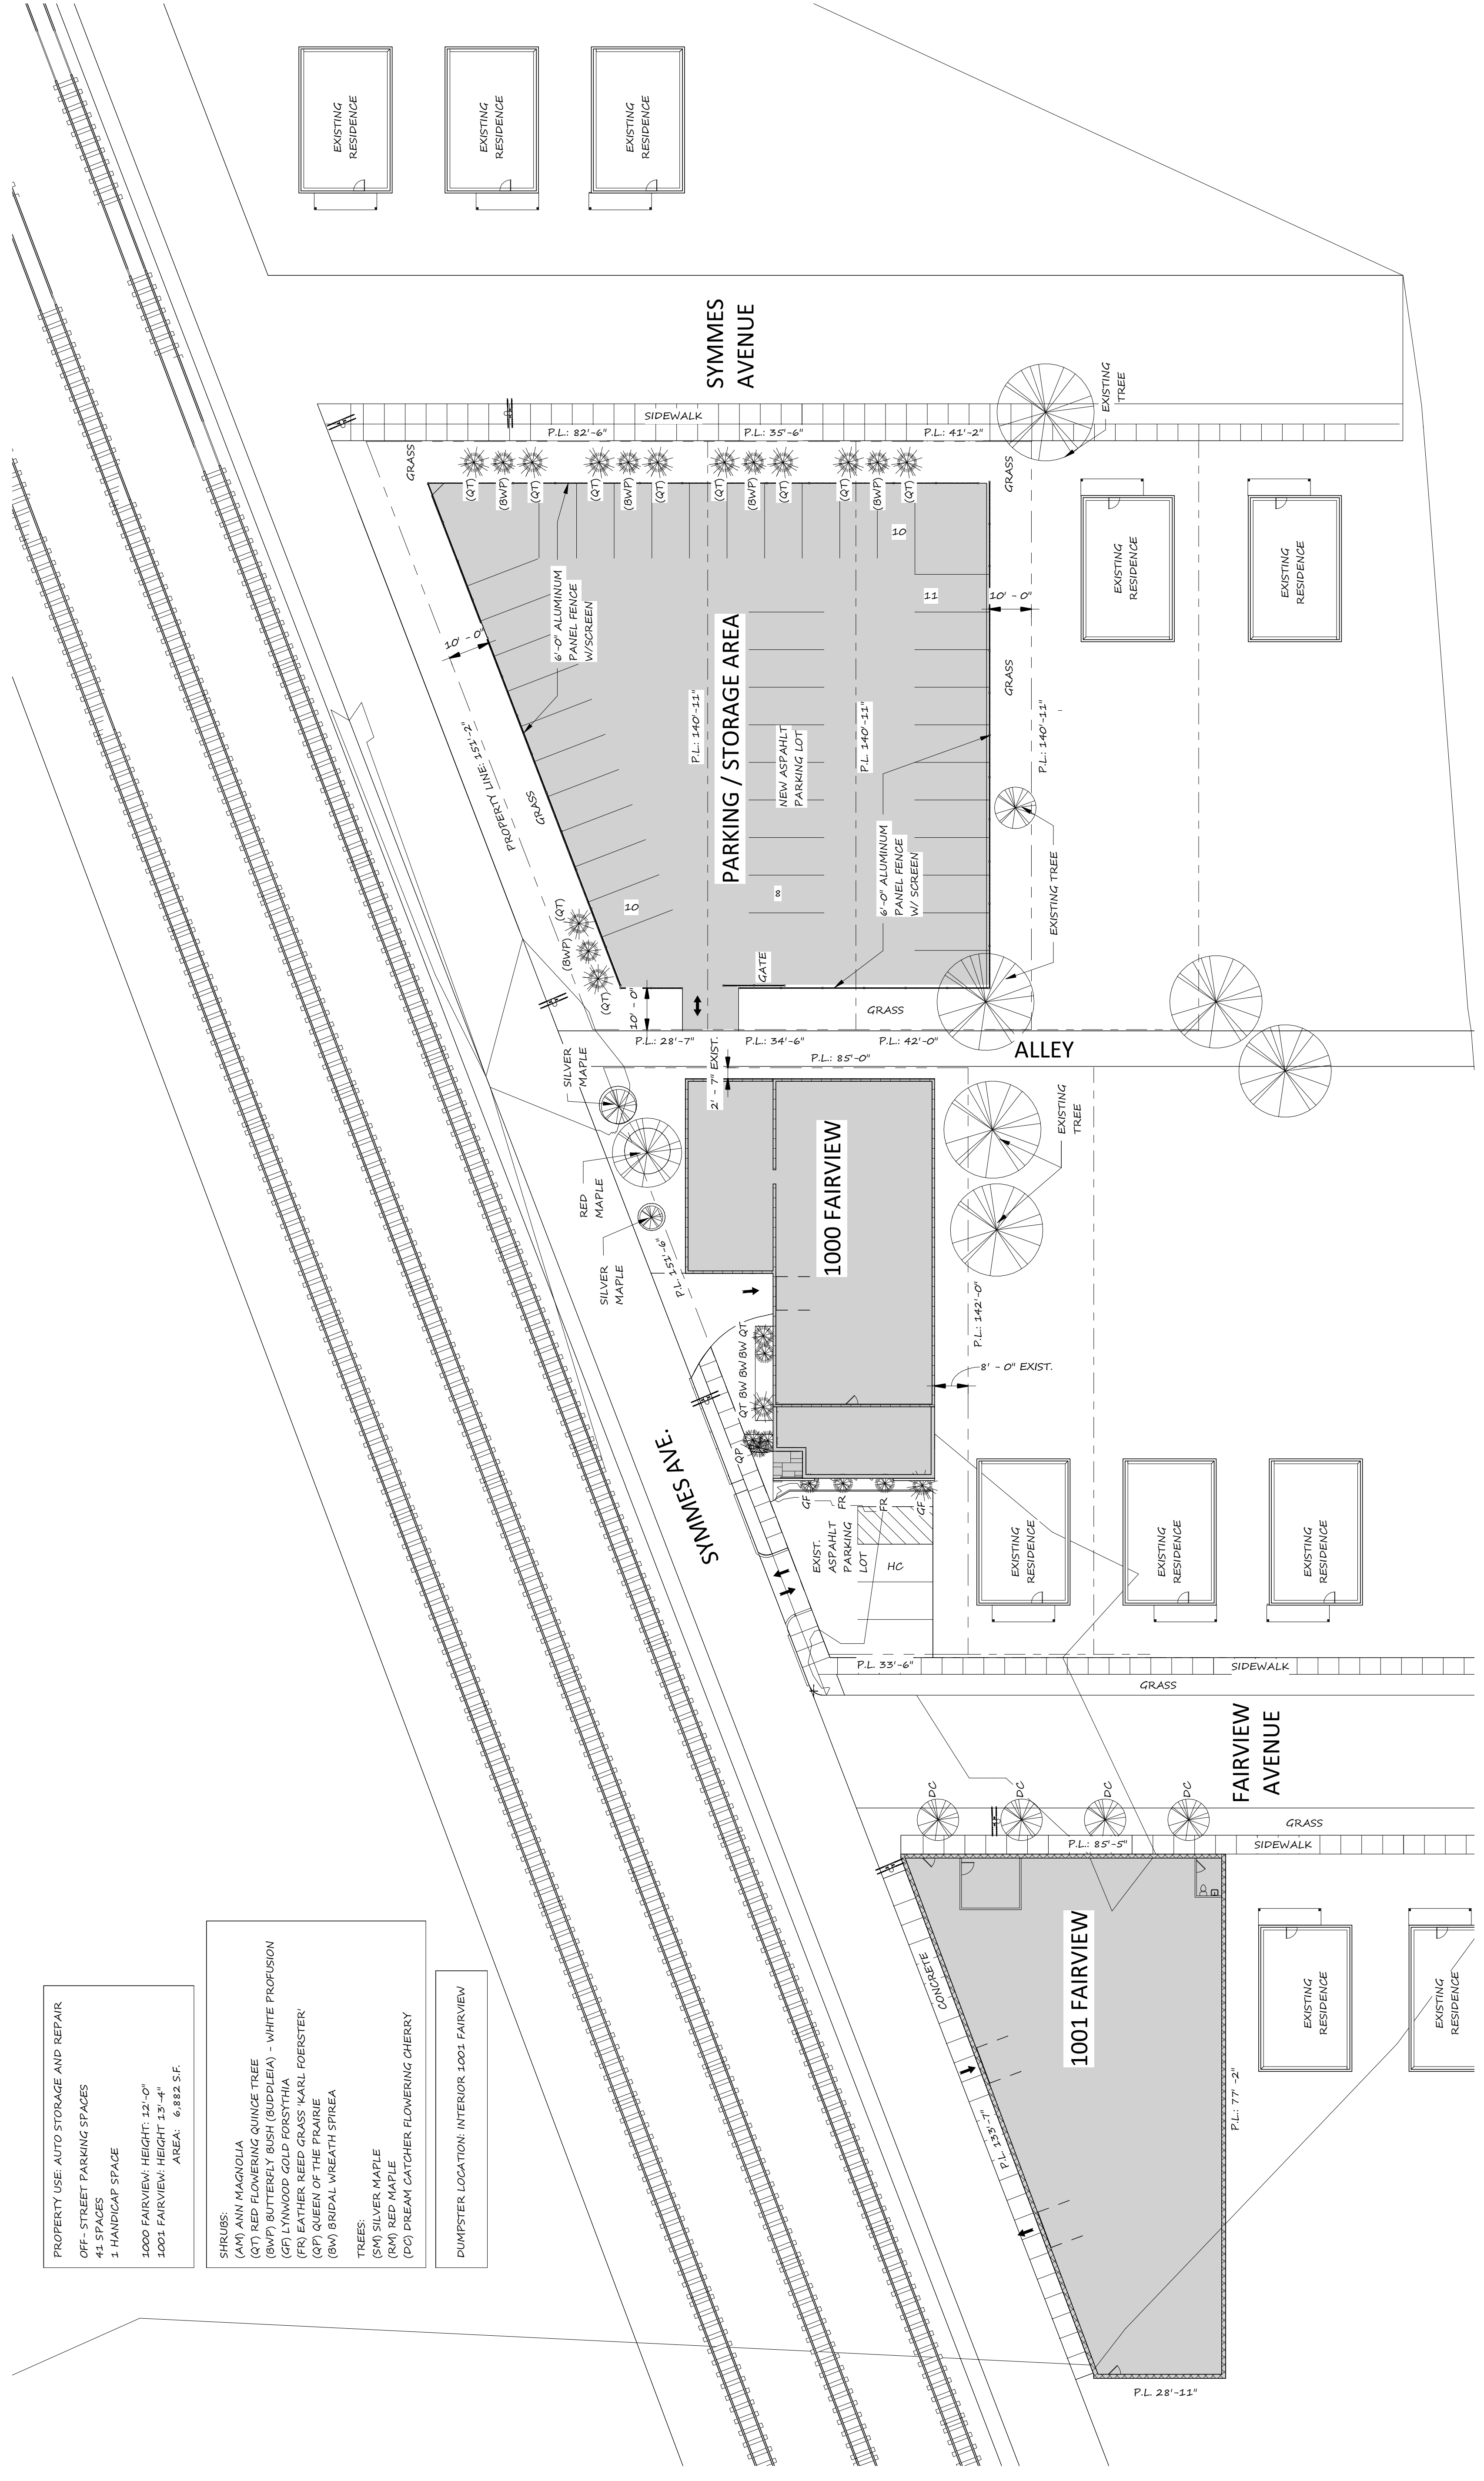 EXISTING
RESIDENCE
EXISTING
RESIDENCE
EXISTING
RESIDENCE
SYMMES
AVENUE
SIDEWALK
P.L.: 82'-6"
P.L.: 35'-6"
P.L.: 41'-2"
EXISTING
TREE
GRASS
(QT)
(BWP)
(QT)
(QT)
(BWP)
(QT)
(QT)
(BWP)
(QT)
(QT)
(BWP)
(QT)
GRASS
10
11
10' - 0"
6'-0" ALUMINUM
PANEL FENCE
W/SCREEN
10' - 0"
EXISTING
RESIDENCE
EXISTING
RESIDENCE
PROPERTY LINE: 151'-2"
GRASS
P.L.: 140'-11"
PARKING / STORAGE AREA
NEW ASPAHLT
PARKING LOT
P.L. 140'-11"
GRASS
P.L.: 140'-11"
6'-0" ALUMINUM
PANEL FENCE
W/ SCREEN
EXISTING TREE
8
10
(QT)
(BWP)
(QT)
10' - 0"
GATE
GRASS
P.L.: 28'-7"
P.L.: 34'-6"
P.L.: 42'-0"
ALLEY
P.L.: 85'-0"
2' - 7" EXIST.
SILVER
MAPLE
RED
MAPLE
SILVER
MAPLE
P.L. 151'-6"
1000 FAIRVIEW
EXISTING
TREE
P.L.: 142'-0"
8' - 0" EXIST.
QT BW BW BW QT
QP
SYMMES AVE.
GF
FR
FR
GF
EXIST.
ASPAHLT
PARKING
LOT
HC
EXISTING
RESIDENCE
EXISTING
RESIDENCE
EXISTING
RESIDENCE
P.L. 33'-6"
SIDEWALK
GRASS
FAIRVIEW
AVENUE
DC
DC
DC
DC
GRASS
P.L.: 85'-5"
SIDEWALK
CONCRETE
1001 FAIRVIEW
P.L. 133'-7"
P.L.: 77' -2"
P.L. 28'-11"
EXISTING
RESIDENCE
EXISTING
RESIDENCE
PROPERTY USE: AUTO STORAGE AND REPAIR
OFF- STREET PARKING SPACES
41 SPACES
1 HANDICAP SPACE
1000 FAIRVIEW: HEIGHT: 12'-0"
1001 FAIRVIEW: HEIGHT 13'-4"
AREA: 6,882 S.F.
SHRUBS:
(AM) ANN MAGNOLIA
(QT) RED FLOWERING QUINCE TREE
(BWP) BUTTERFLY BUSH (BUDDLEIA) - WHITE PROFUSION
(GF) LYNWOOD GOLD FORSYTHIA
(FR) EATHER REED GRASS 'KARL FOERSTER'
(QP) QUEEN OF THE PRAIRIE
(BW) BRIDAL WREATH SPIREA
TREES:
(SM) SILVER MAPLE
(RM) RED MAPLE
(DC) DREAM CATCHER FLOWERING CHERRY
DUMPSTER LOCATION: INTERIOR 1001 FAIRVIEW